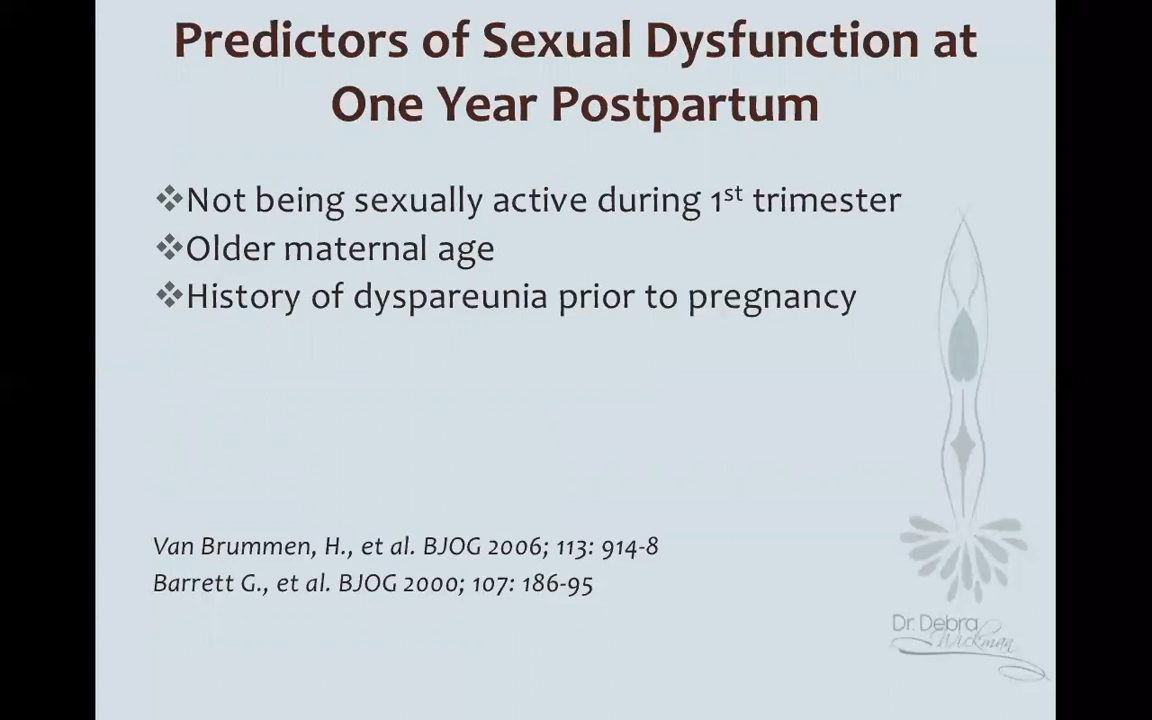 Predictors of Sexual Dysfunction at
One Year Postpartum
❖Not being sexually active during 1st trimester
❖Older maternal age
❖History of dyspareunia prior to pregnancy
Van Brummen, H., et al. BJOG 2006; 113: 914-8
Barrett G., et al. BJOG 2000; 107: 186-95
Dr. Debra
Wickman